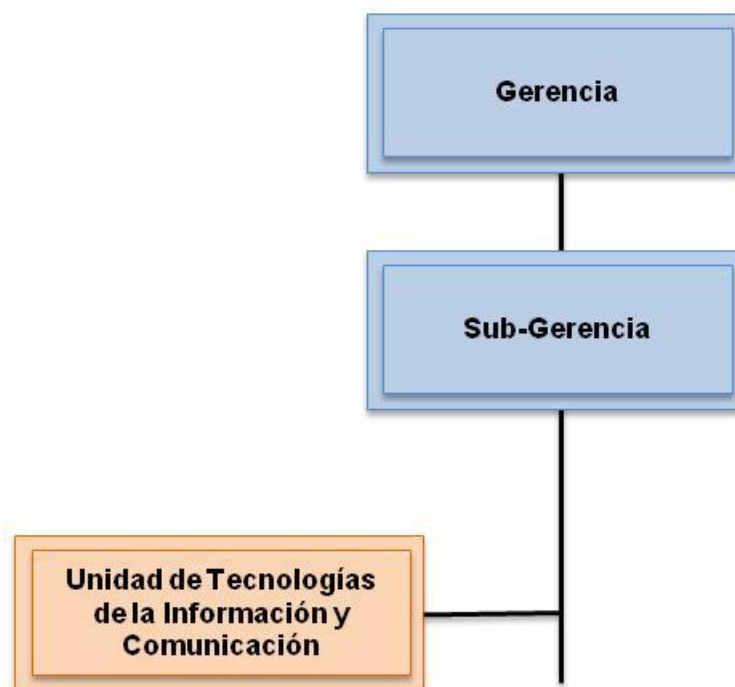 Gerencia
Sub-Gerencia
Unidad de Tecnologías
de la Información y
Comunicación